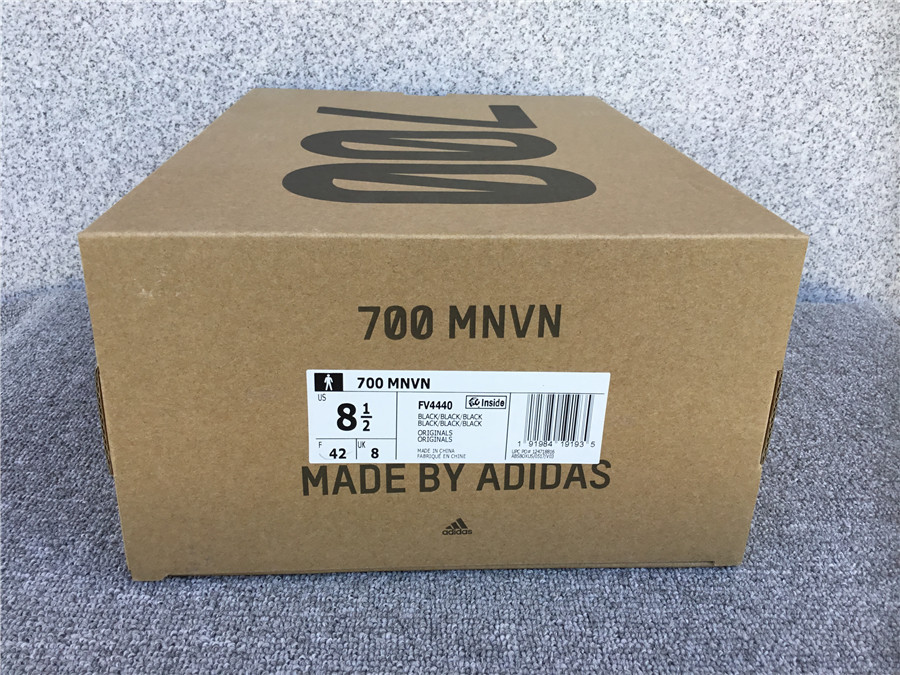 700
700 MNVN
700 MNVN
US
8 1/2
F
42
UK
8
FV4440
Inside
BLACK/BLACK/BLACK
BLACK/BLACK/BLACK
ORIGINALS
ORIGINALS
MADE IN CHINA
FABRIQUÉ EN CHINE
1 91984 19193 5
MADE BY ADIDAS
adidas